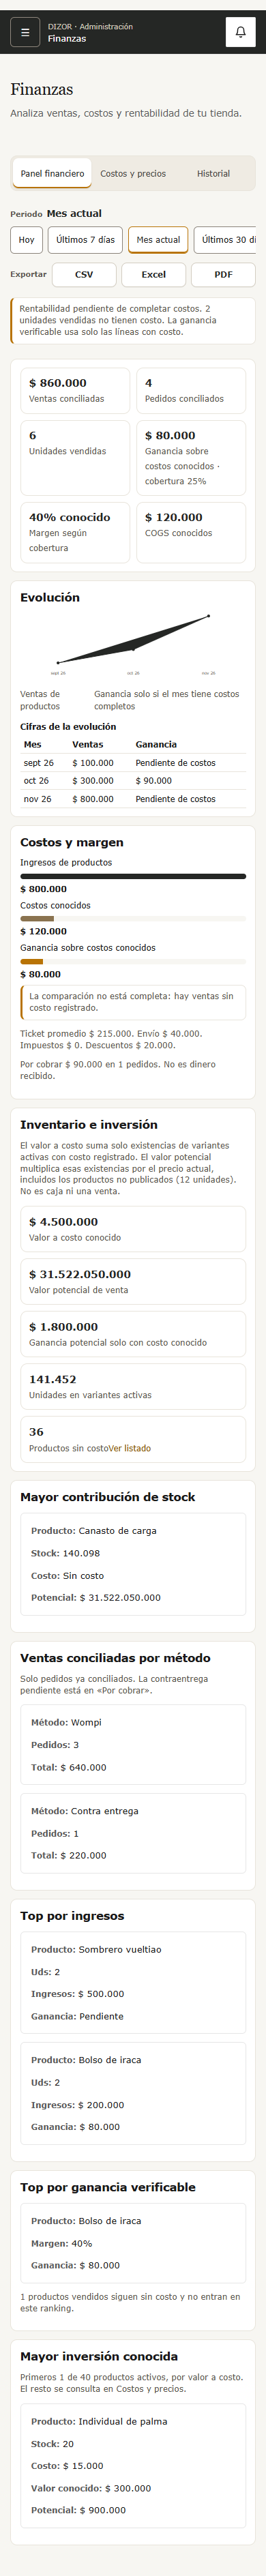 DIZOR · Administración
Finanzas
Finanzas
Analiza ventas, costos y rentabilidad de tu tienda.
Panel financiero
Costos y precios
Historial
Periodo Mes actual
Hoy
Últimos 7 días
Mes actual
Últimos 30 dí
Exportar
CSV
Excel
PDF
Rentabilidad pendiente de completar costos. 2
unidades vendidas no tienen costo. La ganancia
verificable usa solo las líneas con costo.
$ 860.000
Ventas conciliadas
4
Pedidos conciliados
6
Unidades vendidas
$ 80.000
Ganancia sobre
costos conocidos ·
cobertura 25%
40% conocido
Margen según
cobertura
$ 120.000
COGS conocidos
Evolución
sept 26
oct 26
nov 26
Ventas de
productos
Ganancia solo si el mes tiene costos
completos
Cifras de la evolución
Mes Ventas Ganancia
sept 26 $ 100.000 Pendiente de costos
oct 26 $ 300.000 $ 90.000
nov 26 $ 800.000 Pendiente de costos
Costos y margen
Ingresos de productos
$ 800.000
Costos conocidos
$ 120.000
Ganancia sobre costos conocidos
$ 80.000
La comparación no está completa: hay ventas sin
costo registrado.
Ticket promedio $ 215.000. Envío $ 40.000.
Impuestos $ 0. Descuentos $ 20.000.
Por cobrar $ 90.000 en 1 pedidos. No es dinero
recibido.
Inventario e inversión
El valor a costo suma solo existencias de variantes
activas con costo registrado. El valor potencial
multiplica esas existencias por el precio actual,
incluidos los productos no publicados (12 unidades).
No es caja ni una venta.
$ 4.500.000
Valor a costo conocido
$ 31.522.050.000
Valor potencial de venta
$ 1.800.000
Ganancia potencial solo con costo conocido
141.452
Unidades en variantes activas
36
Productos sin costoVer listado
Mayor contribución de stock
Producto: Canasto de carga
Stock: 140.098
Costo: Sin costo
Potencial: $ 31.522.050.000
Ventas conciliadas por método
Solo pedidos ya conciliados. La contraentrega
pendiente está en «Por cobrar».
Método: Wompi
Pedidos: 3
Total: $ 640.000
Método: Contra entrega
Pedidos: 1
Total: $ 220.000
Top por ingresos
Producto: Sombrero vueltiao
Uds: 2
Ingresos: $ 500.000
Ganancia: Pendiente
Producto: Bolso de iraca
Uds: 2
Ingresos: $ 200.000
Ganancia: $ 80.000
Top por ganancia verificable
Producto: Bolso de iraca
Margen: 40%
Ganancia: $ 80.000
1 productos vendidos siguen sin costo y no entran en
este ranking.
Mayor inversión conocida
Primeros 1 de 40 productos activos, por valor a costo.
El resto se consulta en Costos y precios.
Producto: Individual de palma
Stock: 20
Costo: $ 15.000
Valor conocido: $ 300.000
Potencial: $ 900.000